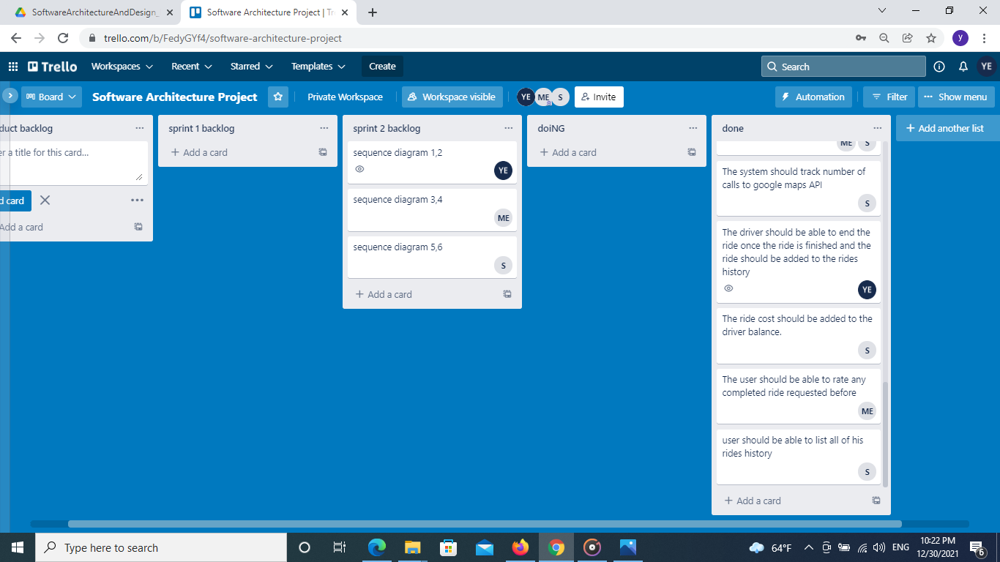 SoftwareArchitectureAndDesign_
Software Architecture Project | Tr
trello.com/b/FedyGYf4/software-architecture-project
y
Trello
Workspaces
Recent
Starred
Templates
Create
Search
YE
Board
Software Architecture Project
Private Workspace
Workspace visible
YE
ME
S
Invite
Automation
Filter
Show menu
duct backlog
er a title for this card...
d card
Add a card
sprint 1 backlog
Add a card
sprint 2 backlog
sequence diagram 1,2
YE
sequence diagram 3,4
ME
sequence diagram 5,6
S
Add a card
doiNG
Add a card
done
ME
S
The system should track number of
calls to google maps API
S
The driver should be able to end the
ride once the ride is finished and the
ride should be added to the rides
history
YE
The ride cost should be added to the
driver balance.
S
The user should be able to rate any
completed ride requested before
ME
user should be able to list all of his
rides history
S
Add a card
Add another list
Type here to search
64°F
ENG
10:22 PM
12/30/2021
6